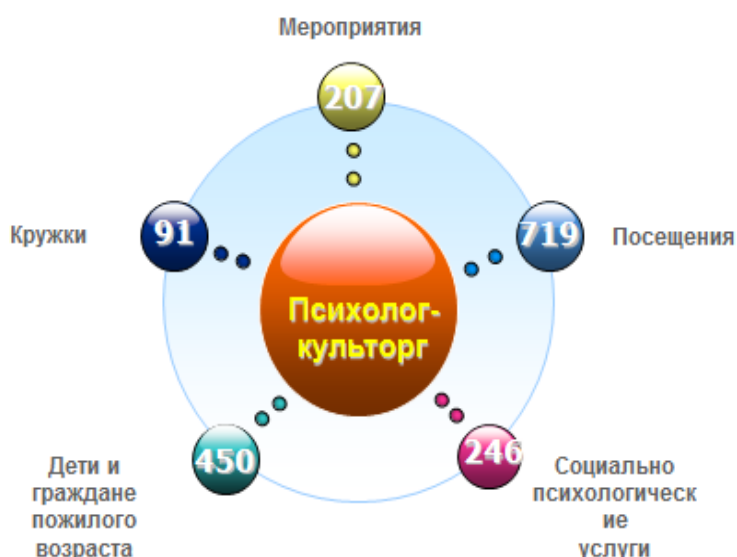 Мероприятия
207
Кружки
91
719
Посещения
Психолог-
культорг
450
246
Дети и
граждане
пожилого
возраста
Социально
психологическ
ие
услуги